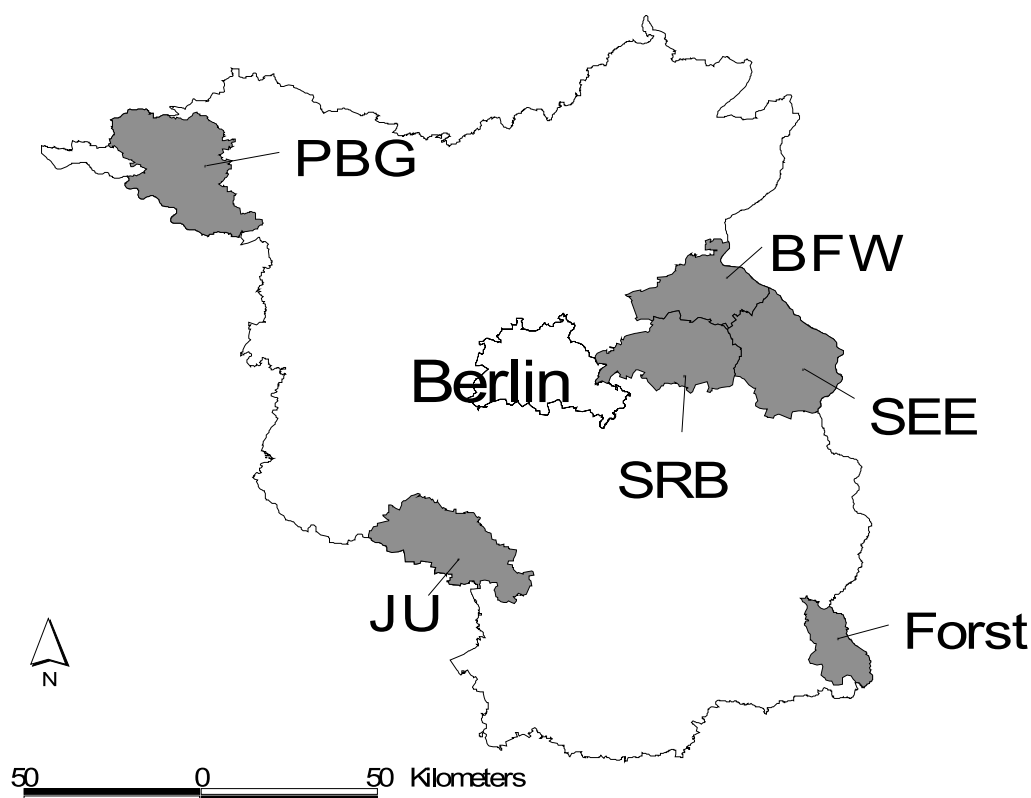 PBG
BFW
Berlin
SEE
SRB
JU
Forst
N
50 0 50 Kilometers